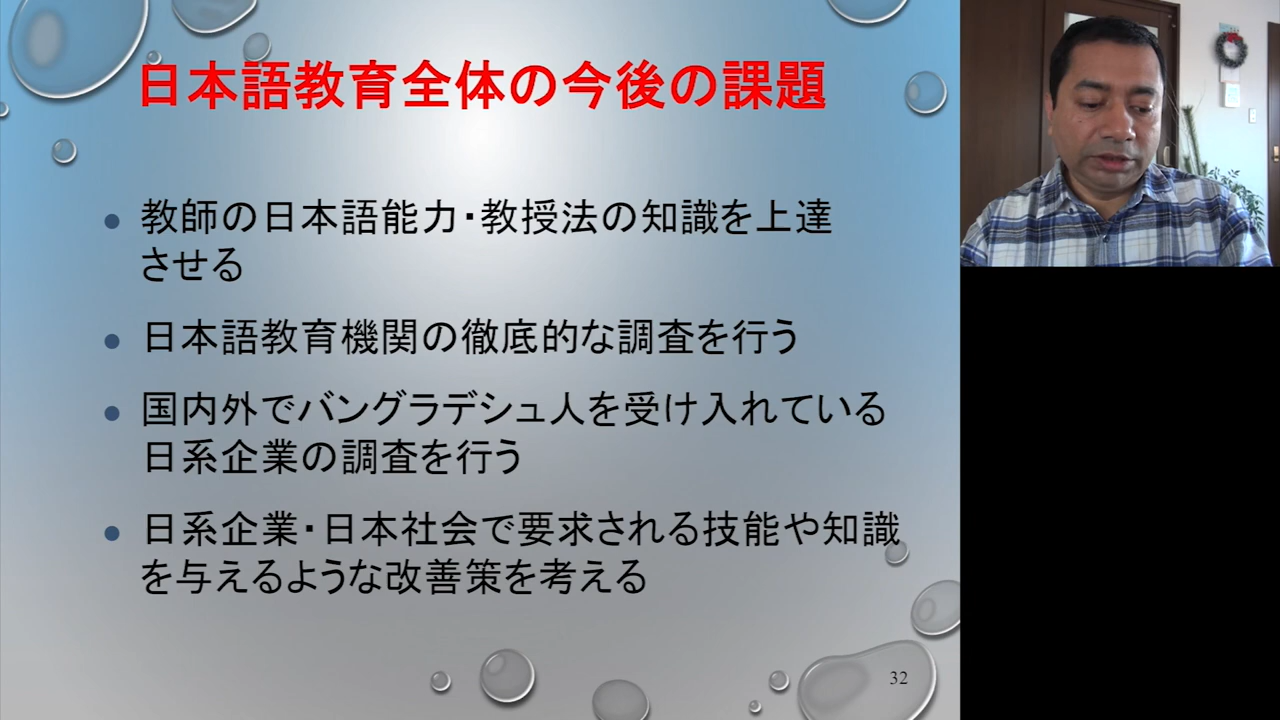 日本語教育全体の今後の課題
• 教師の日本語能力・教授法の知識を上達
させる
• 日本語教育機関の徹底的な調査を行う
• 国内外でバングラデシュ人を受け入れている
日系企業の調査を行う
• 日系企業・日本社会で要求される技能や知識
を与えるような改善策を考える
32